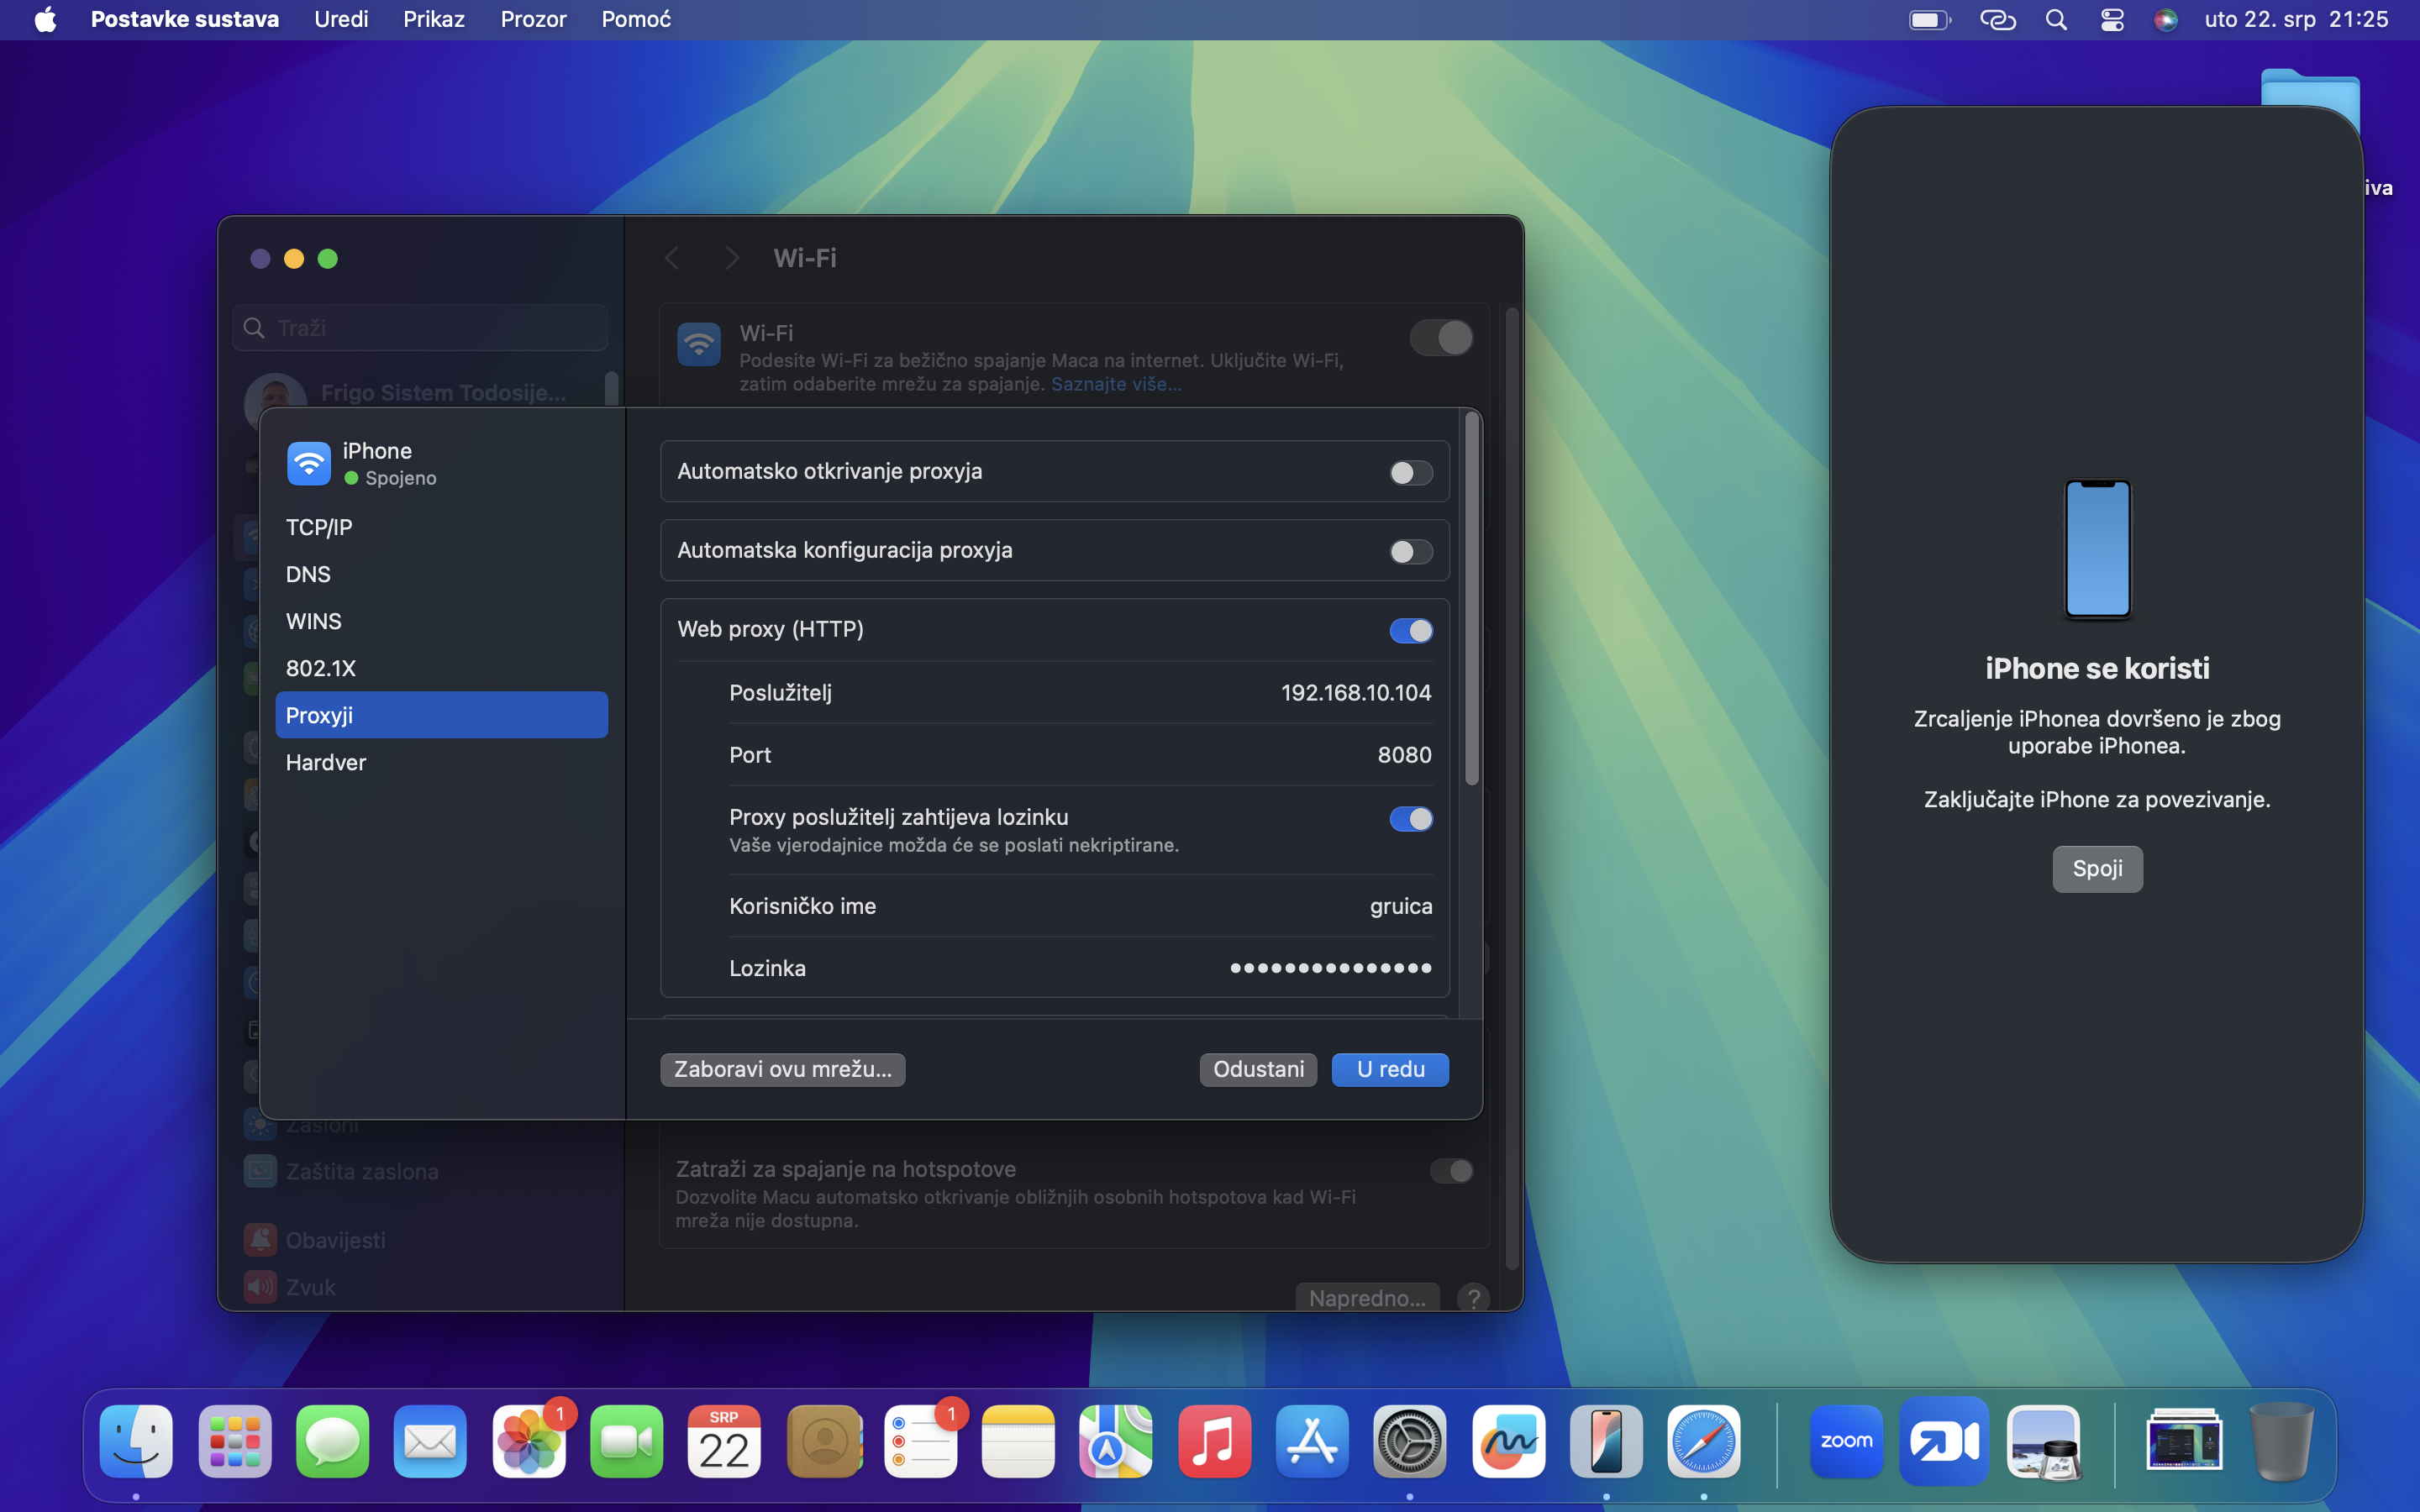 Postavke sustava Uredi Prikaz Prozor Pomoć
uto 22. srp 21:25
iva
Wi-Fi
Traži
Frigo Sistem Todosije...
Wi-Fi
Podesite Wi-Fi za bežično spajanje Maca na internet. Uključite Wi-Fi,
zatim odaberite mrežu za spajanje. Saznajte više...
iPhone
Spojeno
TCP/IP
DNS
WINS
802.1X
Proxyji
Hardver
Automatsko otkrivanje proxyja
Automatska konfiguracija proxyja
Web proxy (HTTP)
Poslužitelj 192.168.10.104
Port 8080
Proxy poslužitelj zahtijeva lozinku
Vaše vjerodajnice možda će se poslati nekriptirane.
Korisničko ime gruica
Lozinka ●●●●●●●●●●●●●●●
Zaboravi ovu mrežu... Odustani U redu
Zasloni
Zaštita zaslona
Obavijesti
Zvuk
Zatraži za spajanje na hotspotove
Dozvolite Macu automatsko otkrivanje obližnjih osobnih hotspotova kad Wi-Fi
mreža nije dostupna.
Napredno... ?
iPhone se koristi
Zrcaljenje iPhonea dovršeno je zbog
uporabe iPhonea.
Zaključajte iPhone za povezivanje.
Spoji
1
SRP
22
1
zoom